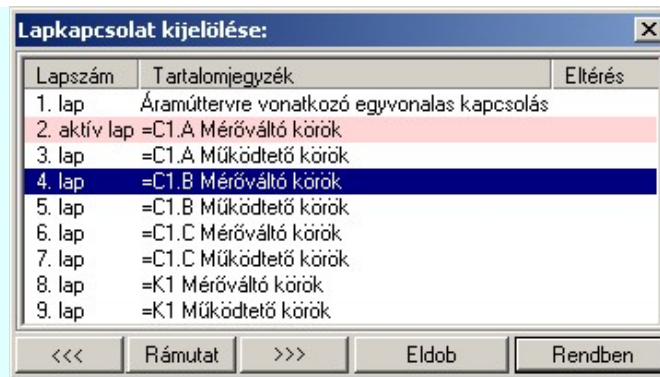 Lapkapcsolat kijelölése:
Lapszám Tartalomjegyzék Eltérés
1. lap Áramúttervre vonatkozó egyvonalas kapcsolás
2. aktív lap =C1.A Mérőváltó körök
3. lap =C1.A Működtető körök
4. lap =C1.B Mérőváltó körök
5. lap =C1.B Működtető körök
6. lap =C1.C Mérőváltó körök
7. lap =C1.C Működtető körök
8. lap =K1 Mérőváltó körök
9. lap =K1 Működtető körök
<<< Rámutat >>> Eldob Rendben